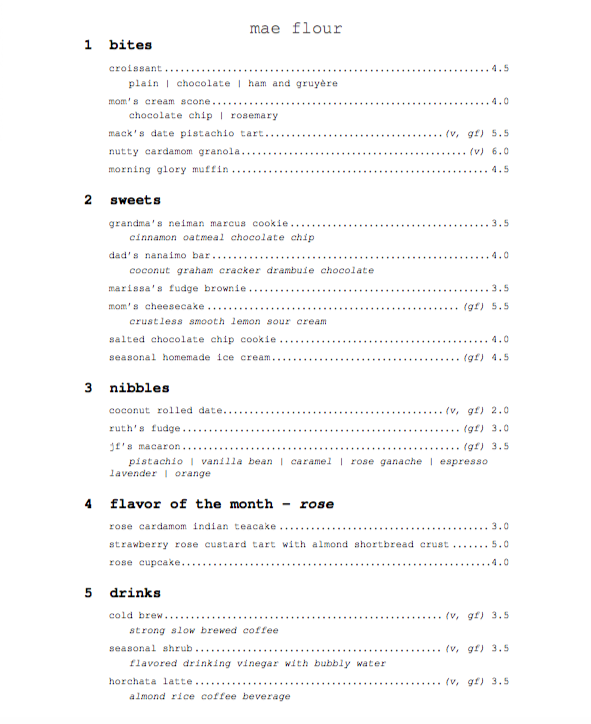 mae flour
1 bites
croissant.................................................................4.5
plain | chocolate | ham and gruyère
mom's cream scone.......................................................4.0
chocolate chip | rosemary
mack's date pistachio tart....................................(v, gf) 5.5
nutty cardamom granola.............................................(v) 6.0
morning glory muffin...................................................4.5
2 sweets
grandma's neiman marcus cookie........................................3.5
cinnamon oatmeal chocolate chip
dad's nanaimo bar.......................................................4.0
coconut graham cracker drambuie chocolate
marissa's fudge brownie................................................3.5
mom's cheesecake..................................................(gf) 5.5
crustless smooth lemon sour cream
salted chocolate chip cookie..........................................4.0
seasonal homemade ice cream......................................(gf) 4.5
3 nibbles
coconut rolled date............................................(v, gf) 2.0
ruth's fudge.......................................................(gf) 3.0
jf's macaron.......................................................(gf) 3.5
pistachio | vanilla bean | caramel | rose ganache | espresso
lavender | orange
4 flavor of the month – rose
rose cardamom indian teacake..........................................3.0
strawberry rose custard tart with almond shortbread crust.......5.0
rose cupcake.............................................................4.0
5 drinks
cold brew.......................................................(v, gf) 3.5
strong slow brewed coffee
seasonal shrub.................................................(v, gf) 3.5
flavored drinking vinegar with bubbly water
horchata latte.................................................(v, gf) 3.5
almond rice coffee beverage